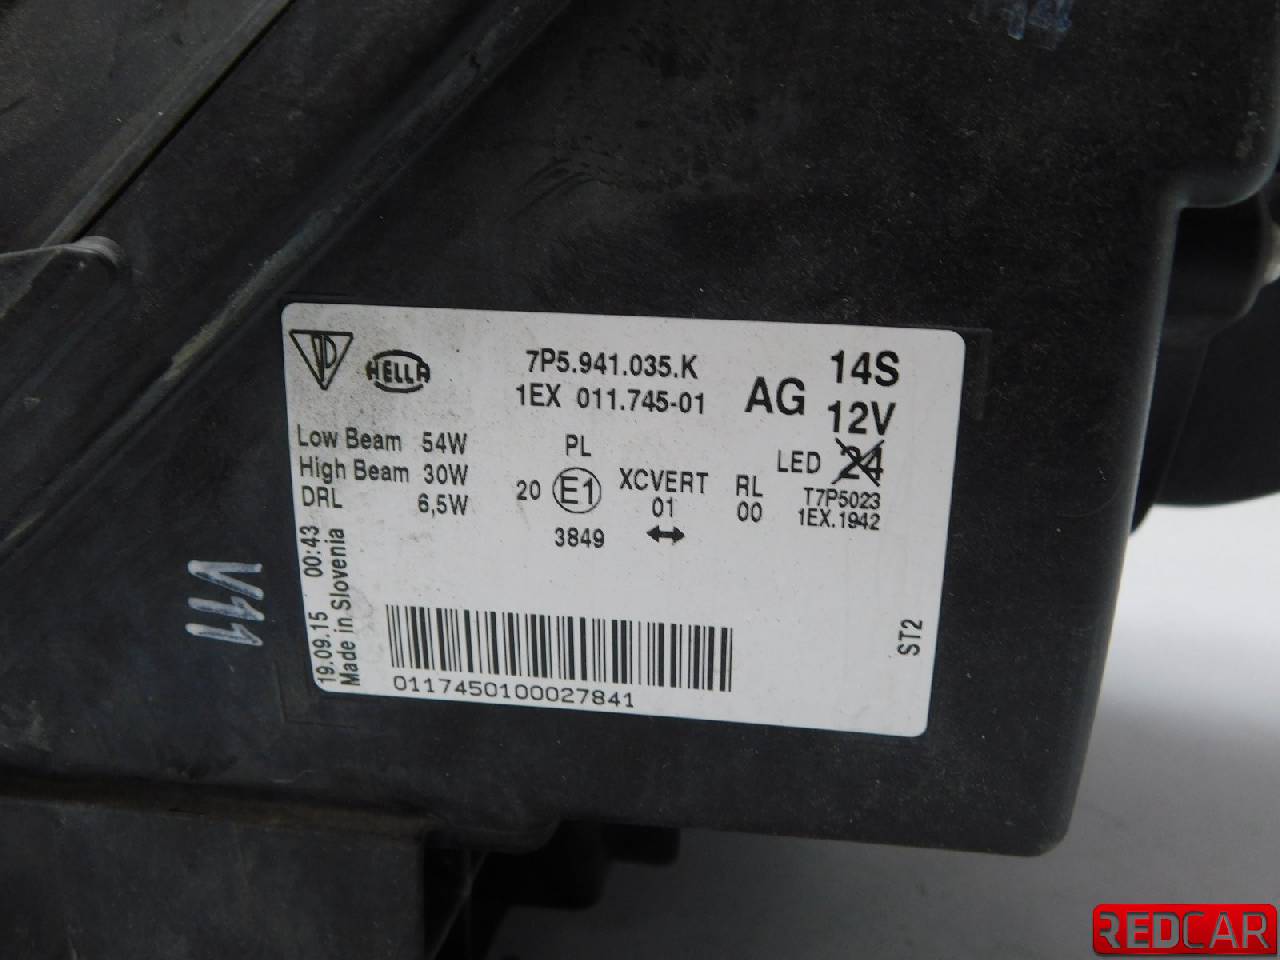 14
HELLA
7P5.941.035.K
1EX 011.745-01
AG
14S
12V
Low Beam 54W
High Beam 30W
DRL 6,5W
PL
20 E1
3849
XCVERT
01
RL
00
LED 24
T7P5023
1EX.1942
19.09.15 00:43
Made in Slovenia
0117450100027841
ST2
V11
REDCAR